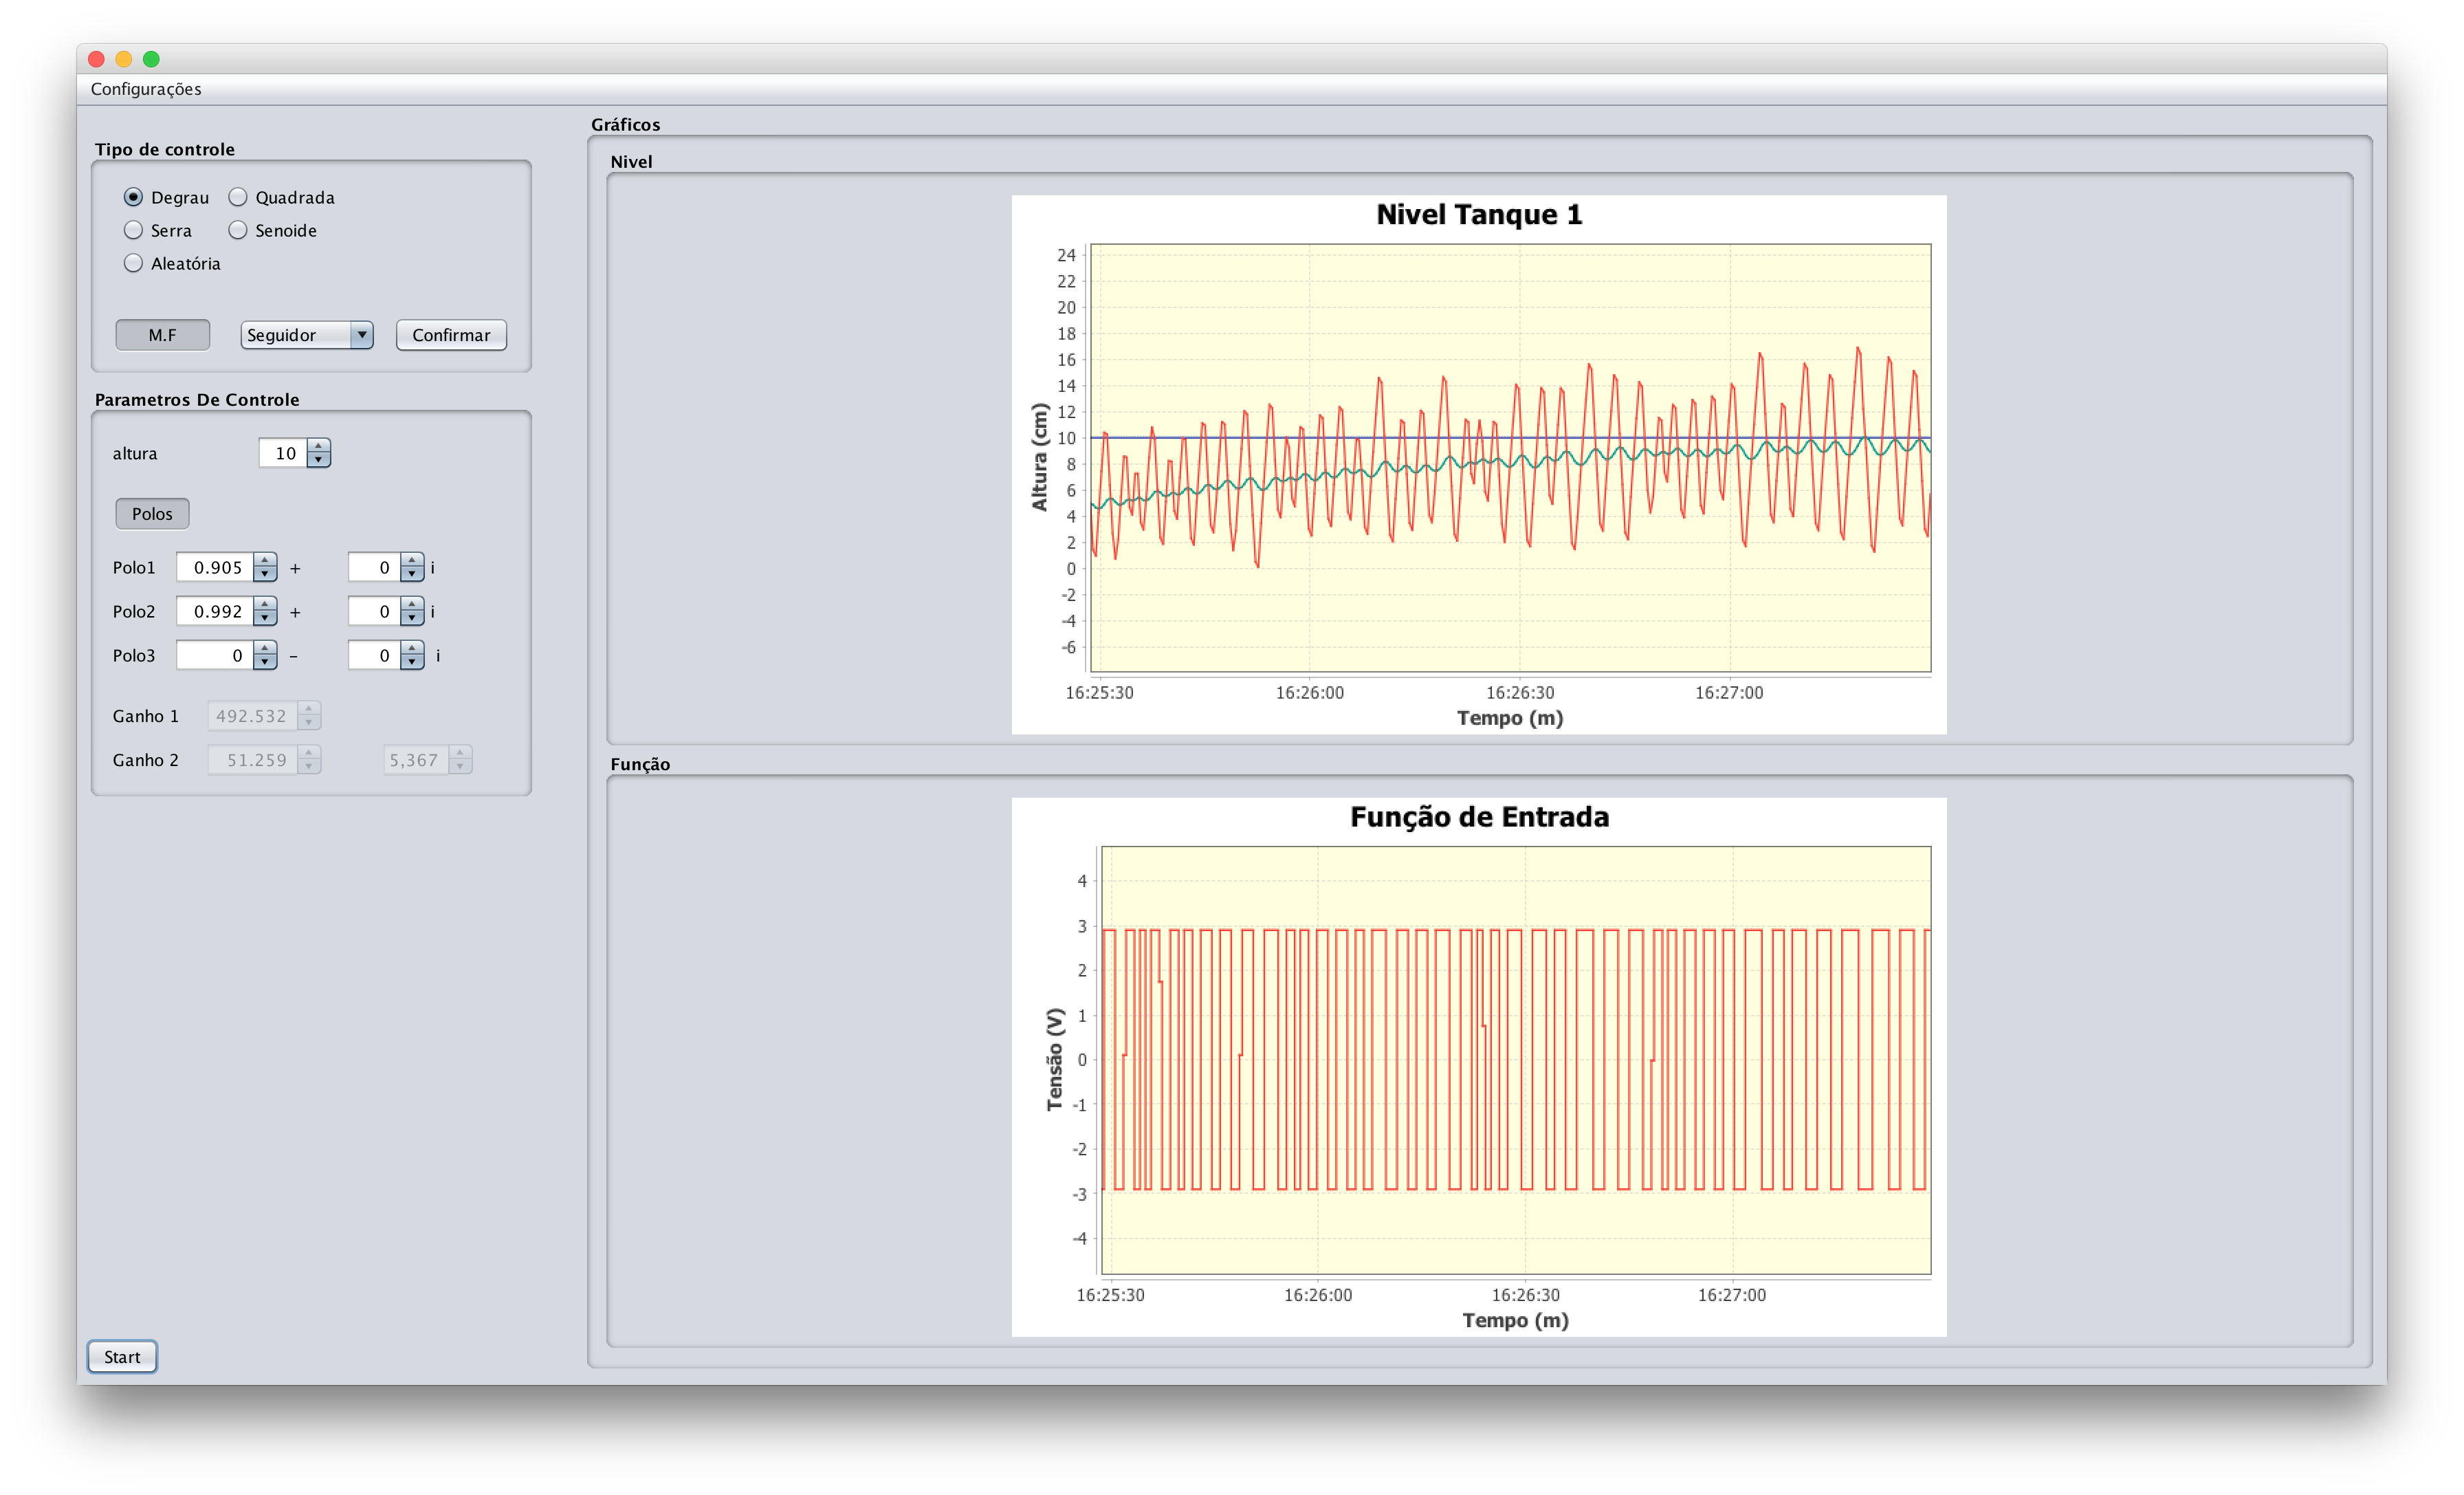 Configurações
Tipo de controle
Degrau Quadrada
Serra Senoide
Aleatória
M.F Seguidor Confirmar
Parametros De Controle
altura 10
Polos
Polo1 0.905 + 0 i
Polo2 0.992 + 0 i
Polo3 0 - 0 i
Ganho 1 492.532
Ganho 2 51.259 5,367
Start
Gráficos
Nivel
Nivel Tanque 1
Altura (cm)
24
22
20
18
16
14
12
10
8
6
4
2
0
-2
-4
-6
16:25:30 16:26:00 16:26:30 16:27:00
Tempo (m)
Função
Função de Entrada
Tensão (V)
4
3
2
1
0
-1
-2
-3
-4
16:25:30 16:26:00 16:26:30 16:27:00
Tempo (m)